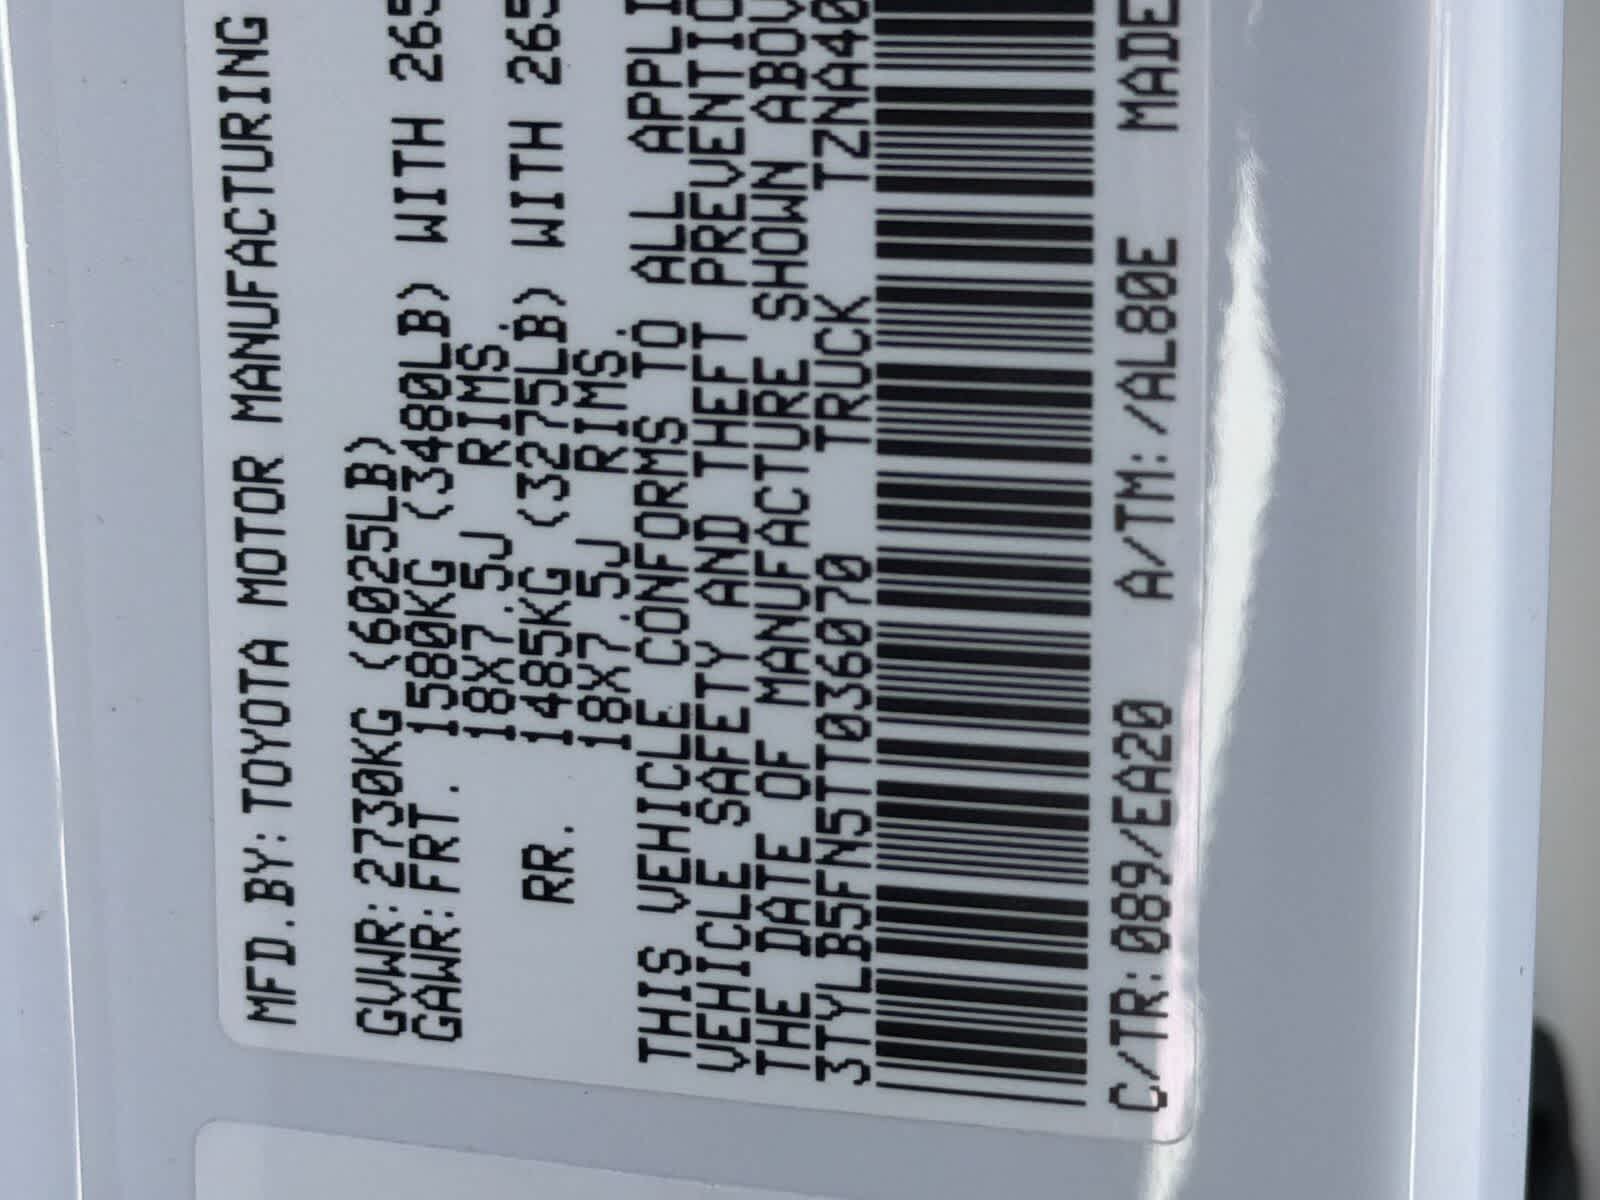 MFD.BY:TOYOTA MOTOR MANUFACTURING
GVWR:2730KG (6025LB)
GAWR:FRT. 1580KG (3480LB) WITH 265
18X7.5J RIMS.
RR. 1485KG (3275LB) WITH 265
18X7.5J RIMS.
THIS VEHICLE CONFORMS TO ALL APPLI
VEHICLE SAFETY AND THEFT PREVENTIO
THE DATE OF MANUFACTURE SHOWN ABOV
3TYLB5FN5TT036070 TRUCK TZNA40
C/TR:089/EA20 A/TM:/AL80E MADE